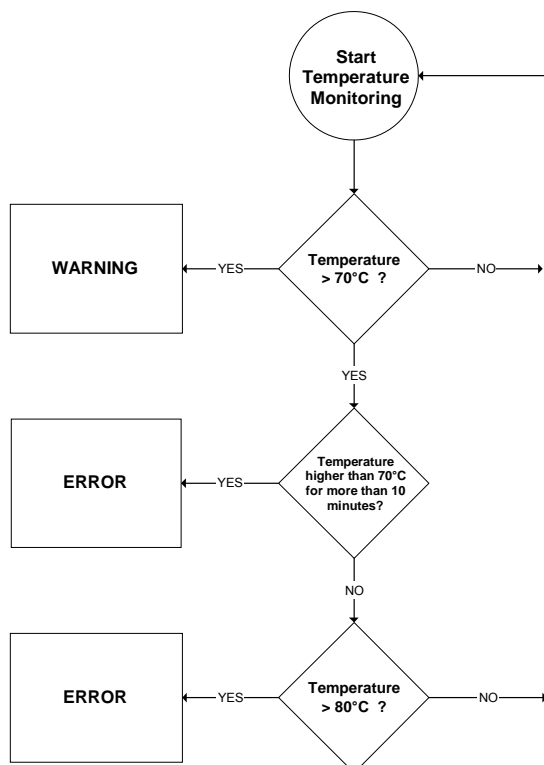 Start
Temperature
Monitoring
WARNING
YES
Temperature
> 70°C ?
NO
YES
ERROR
YES
Temperature
higher than 70°C
for more than 10
minutes?
NO
ERROR
YES
Temperature
> 80°C ?
NO